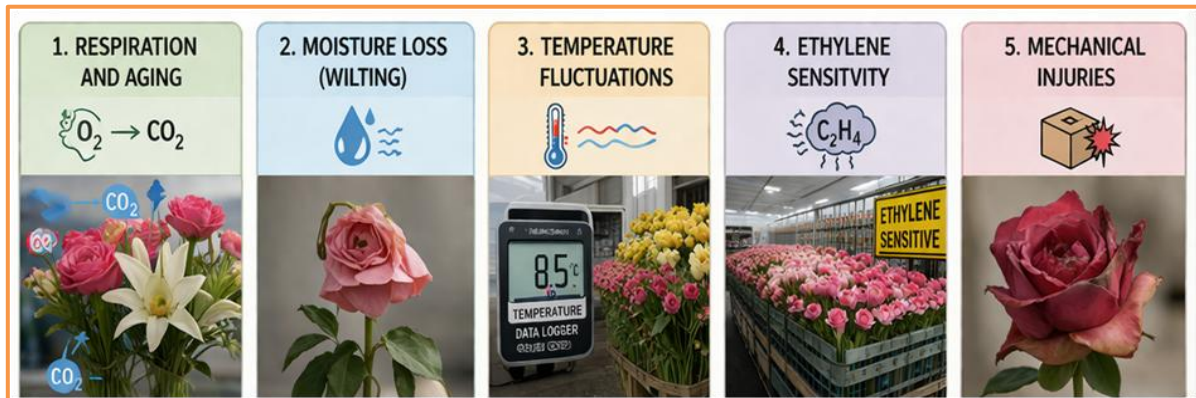 1. RESPIRATION
AND AGING
O₂ → CO₂
CO₂
CO₂
2. MOISTURE LOSS
(WILTING)
3. TEMPERATURE
FLUCTUATIONS
8.5°C
TEMPERATURE
DATA LOGGER
4. ETHYLENE
SENSITVITY
C₂H₄
ETHYLENE
SENSITIVE
5. MECHANICAL
INJURIES